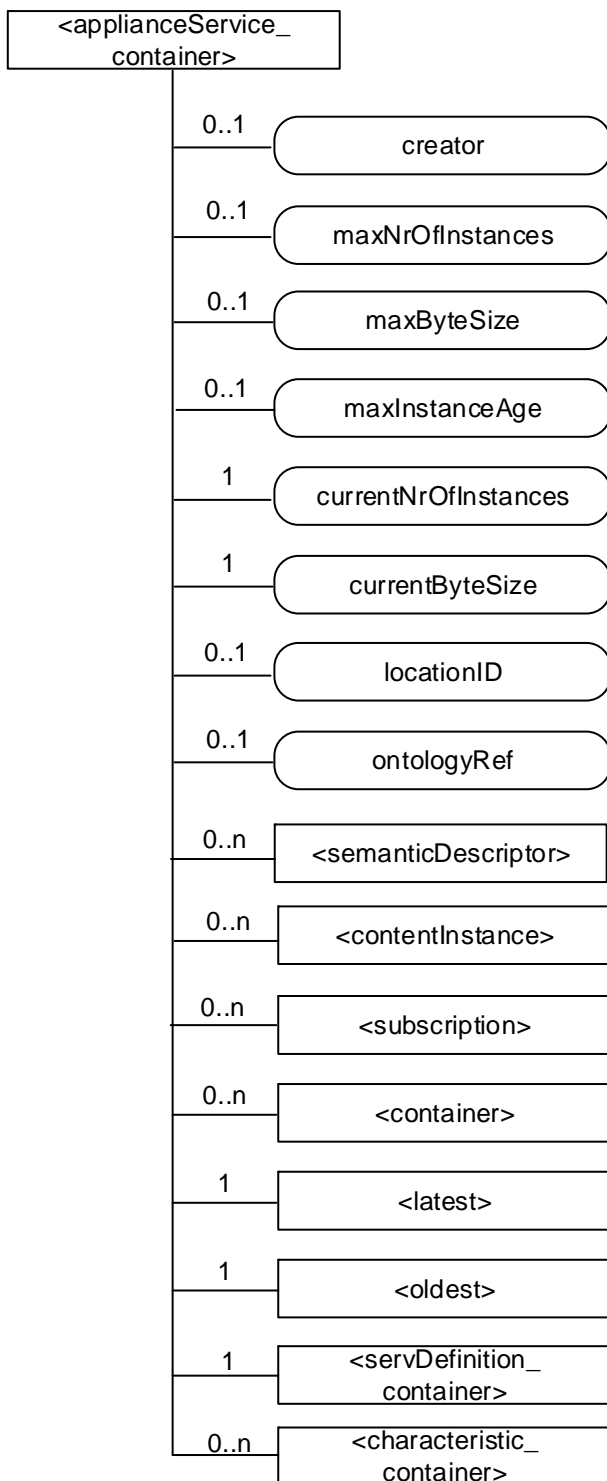 <applianceService_
container>
0..1
creator
0..1
maxNrOfInstances
0..1
maxByteSize
0..1
maxInstanceAge
1
currentNrOfInstances
1
currentByteSize
0..1
locationID
0..1
ontologyRef
0..n
<semanticDescriptor>
0..n
<contentInstance>
0..n
<subscription>
0..n
<container>
1
<latest>
1
<oldest>
1
<servDefinition_
container>
0..n
<characteristic_
container>